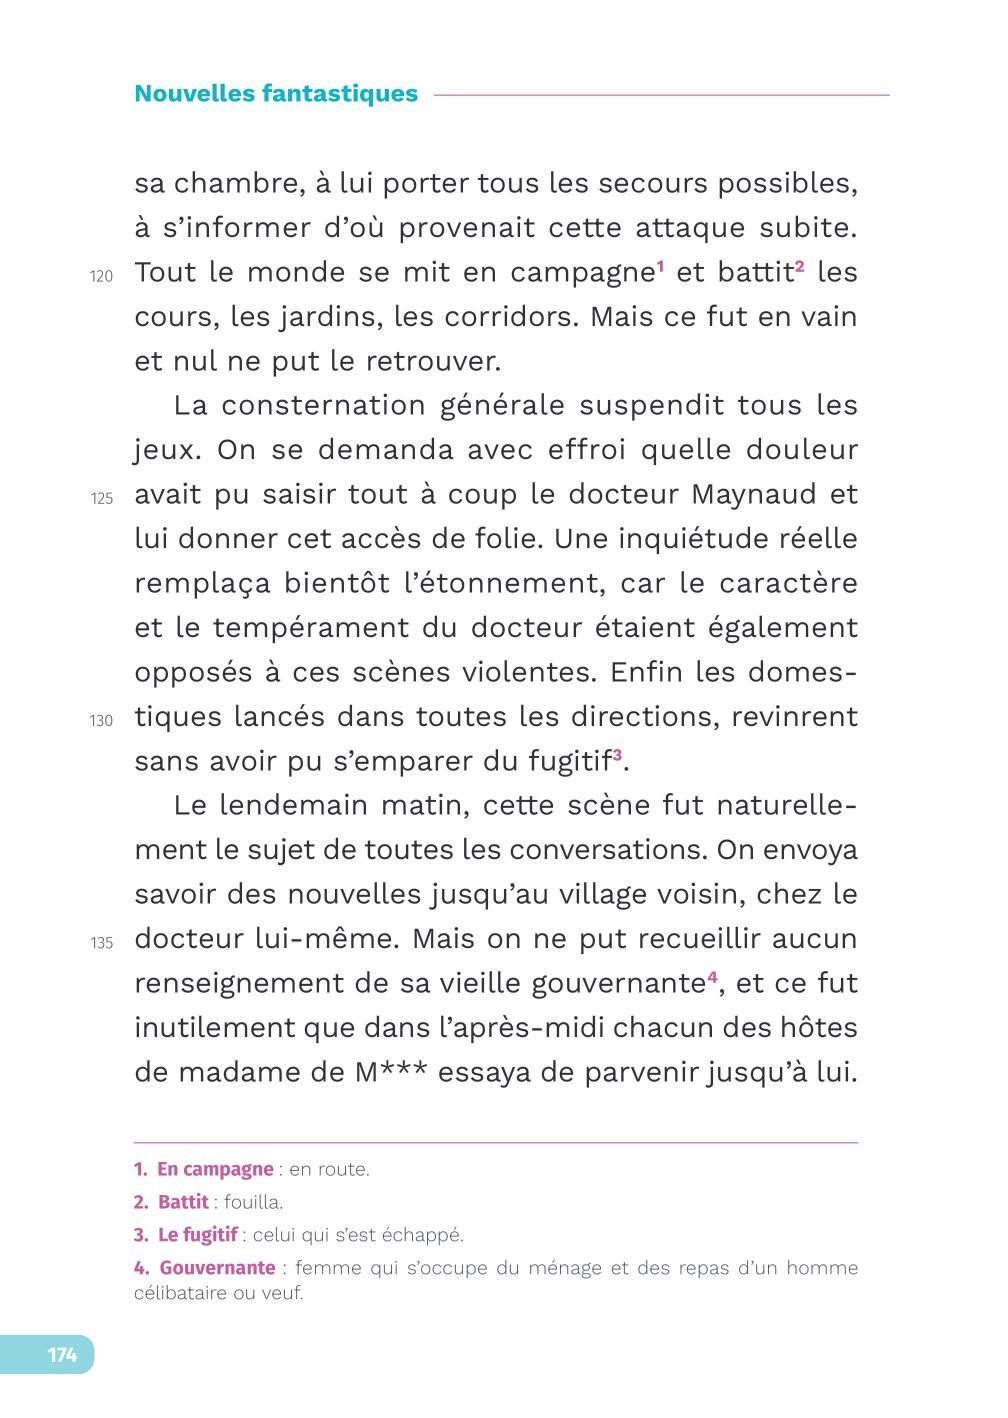 Nouvelles fantastiques
sa chambre, à lui porter tous les secours possibles,
à s’informer d’où provenait cette attaque subite.
120 Tout le monde se mit en campagne1 et battit2 les
cours, les jardins, les corridors. Mais ce fut en vain
et nul ne put le retrouver.
La consternation générale suspendit tous les
jeux. On se demanda avec effroi quelle douleur
125 avait pu saisir tout à coup le docteur Maynaud et
lui donner cet accès de folie. Une inquiétude réelle
remplaça bientôt l’étonnement, car le caractère
et le tempérament du docteur étaient également
opposés à ces scènes violentes. Enfin les domes-
130 tiques lancés dans toutes les directions, revinrent
sans avoir pu s’emparer du fugitif3.
Le lendemain matin, cette scène fut naturelle-
ment le sujet de toutes les conversations. On envoya
savoir des nouvelles jusqu’au village voisin, chez le
135 docteur lui-même. Mais on ne put recueillir aucun
renseignement de sa vieille gouvernante4, et ce fut
inutilement que dans l’après-midi chacun des hôtes
de madame de M*** essaya de parvenir jusqu’à lui.
1. En campagne : en route.
2. Battit : fouilla.
3. Le fugitif : celui qui s’est échappé.
4. Gouvernante : femme qui s’occupe du ménage et des repas d’un homme
célibataire ou veuf.
174